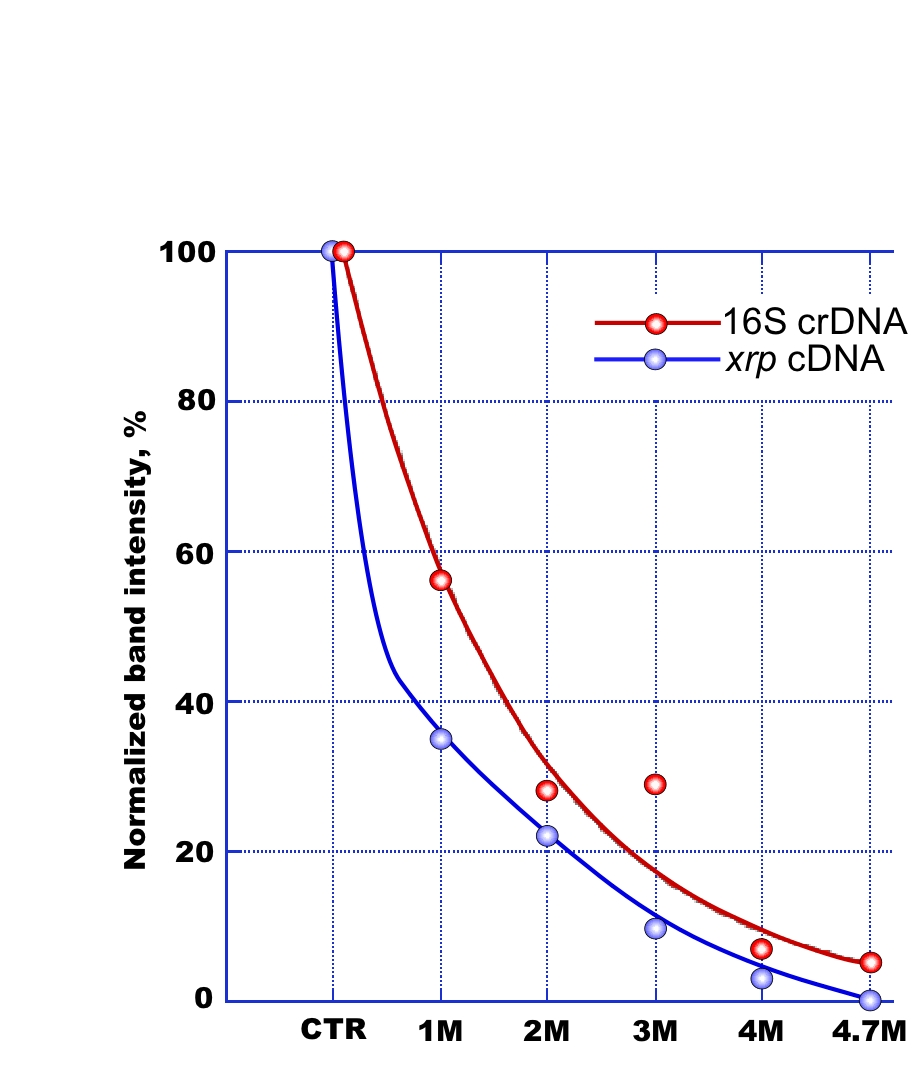 100
80
60
40
20
0
Normalized band intensity, %
16S crDNA
xrp cDNA
CTR 1M 2M 3M 4M 4.7M